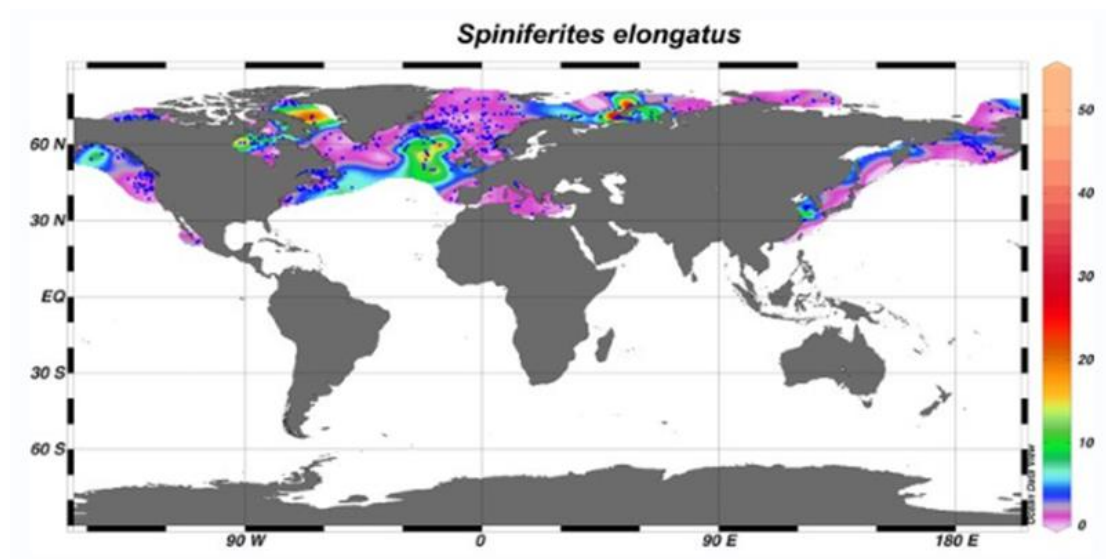 Spiniferites elongatus
50
60 N
40
30 N
EQ
30
30 S
20
60 S
10
Ocean Data View
0
90 W
0
90 E
180 E